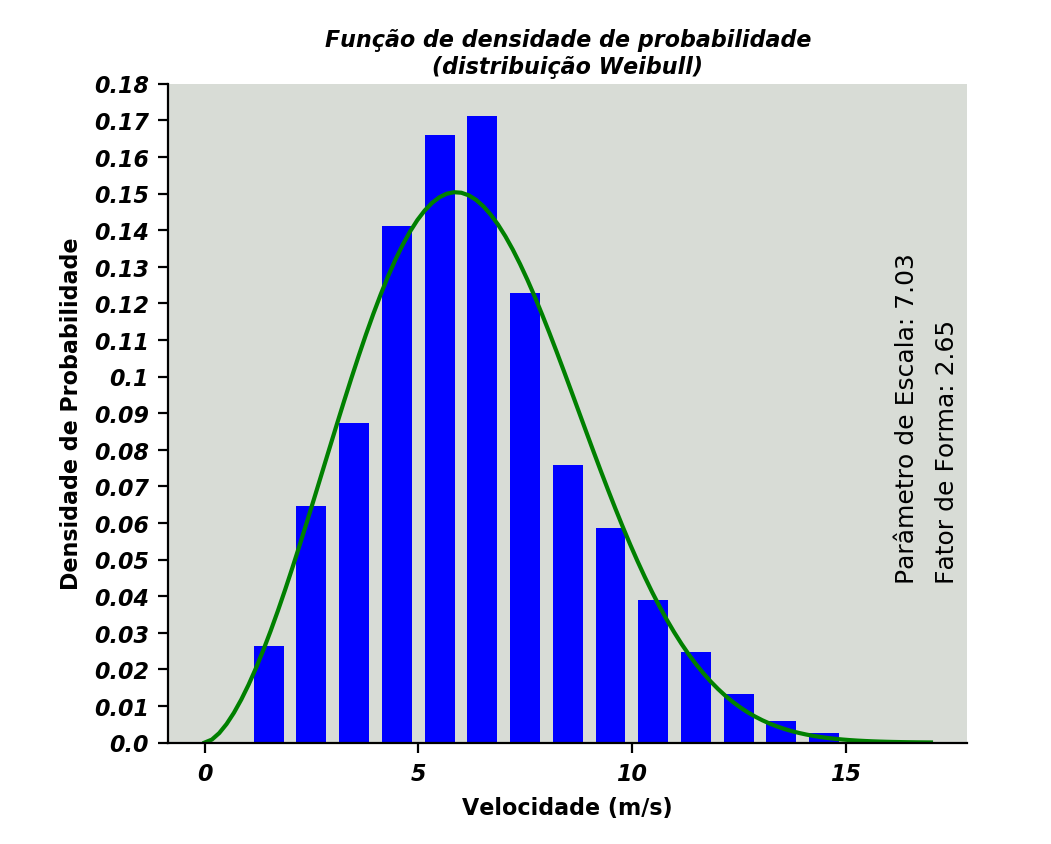 Função de densidade de probabilidade
(distribuição Weibull)
0.18
0.17
0.16
0.15
0.14
0.13
0.12
0.11
0.1
0.09
0.08
0.07
0.06
0.05
0.04
0.03
0.02
0.01
0.0
Densidade de Probabilidade
Parâmetro de Escala: 7.03
Fator de Forma: 2.65
0 5 10 15
Velocidade (m/s)